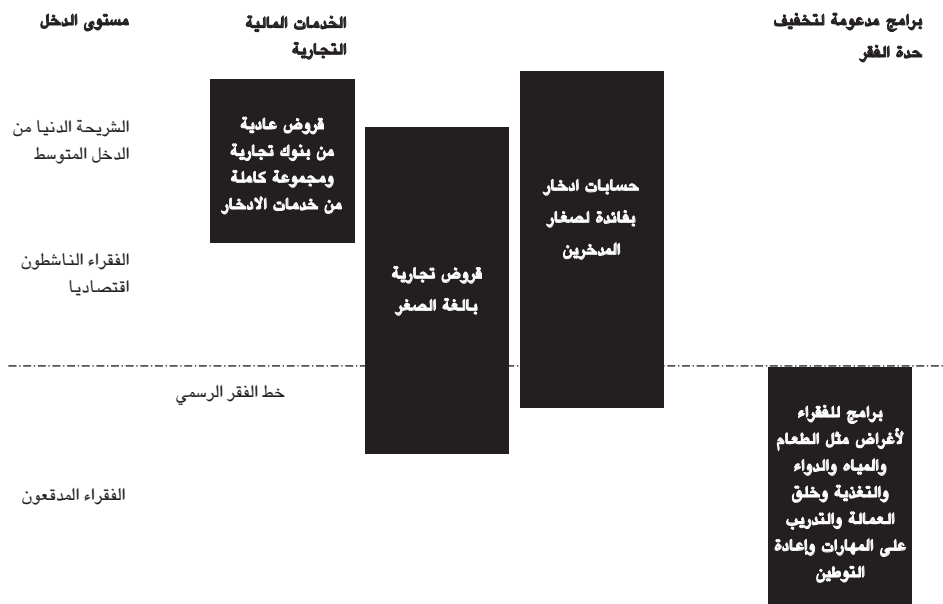 مستوى الدخل
الخدمات المالية
التجارية
برامج مدعومة لتخفيف
حدة الفقر
الشريحة الدنيا من
الدخل المتوسط
قروض عادية
من بنوك تجارية
ومجموعة كاملة
من خدمات الادخار
حسابات ادخار
بفائدة لصغار
المدخرين
الفقراء الناشطون
اقتصاديا
قروض تجارية
بالغة الصغر
خط الفقر الرسمي
الفقراء المدقعون
برامج للفقراء
لأغراض مثل الطعام
والمياه والدواء
والتغذية وخلق
العمالة والتدريب
على المهارات وإعادة
التوطين